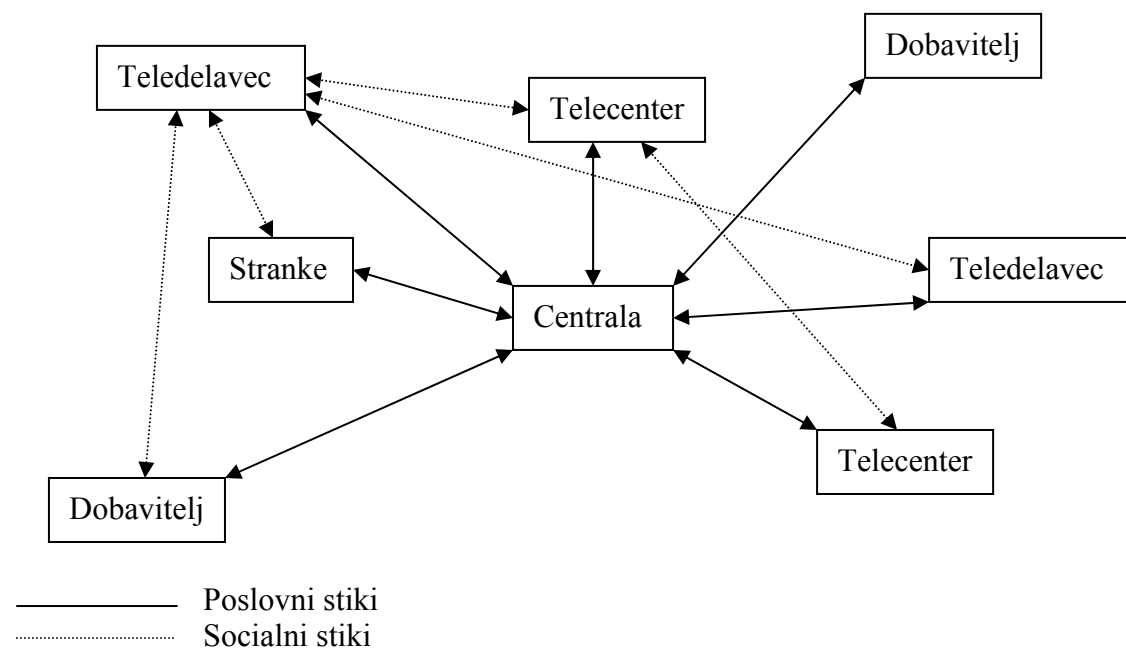 Dobavitelj
Teledelavec
Telecenter
Stranke
Teledelavec
Centrala
Telecenter
Dobavitelj
Poslovni stiki
Socialni stiki